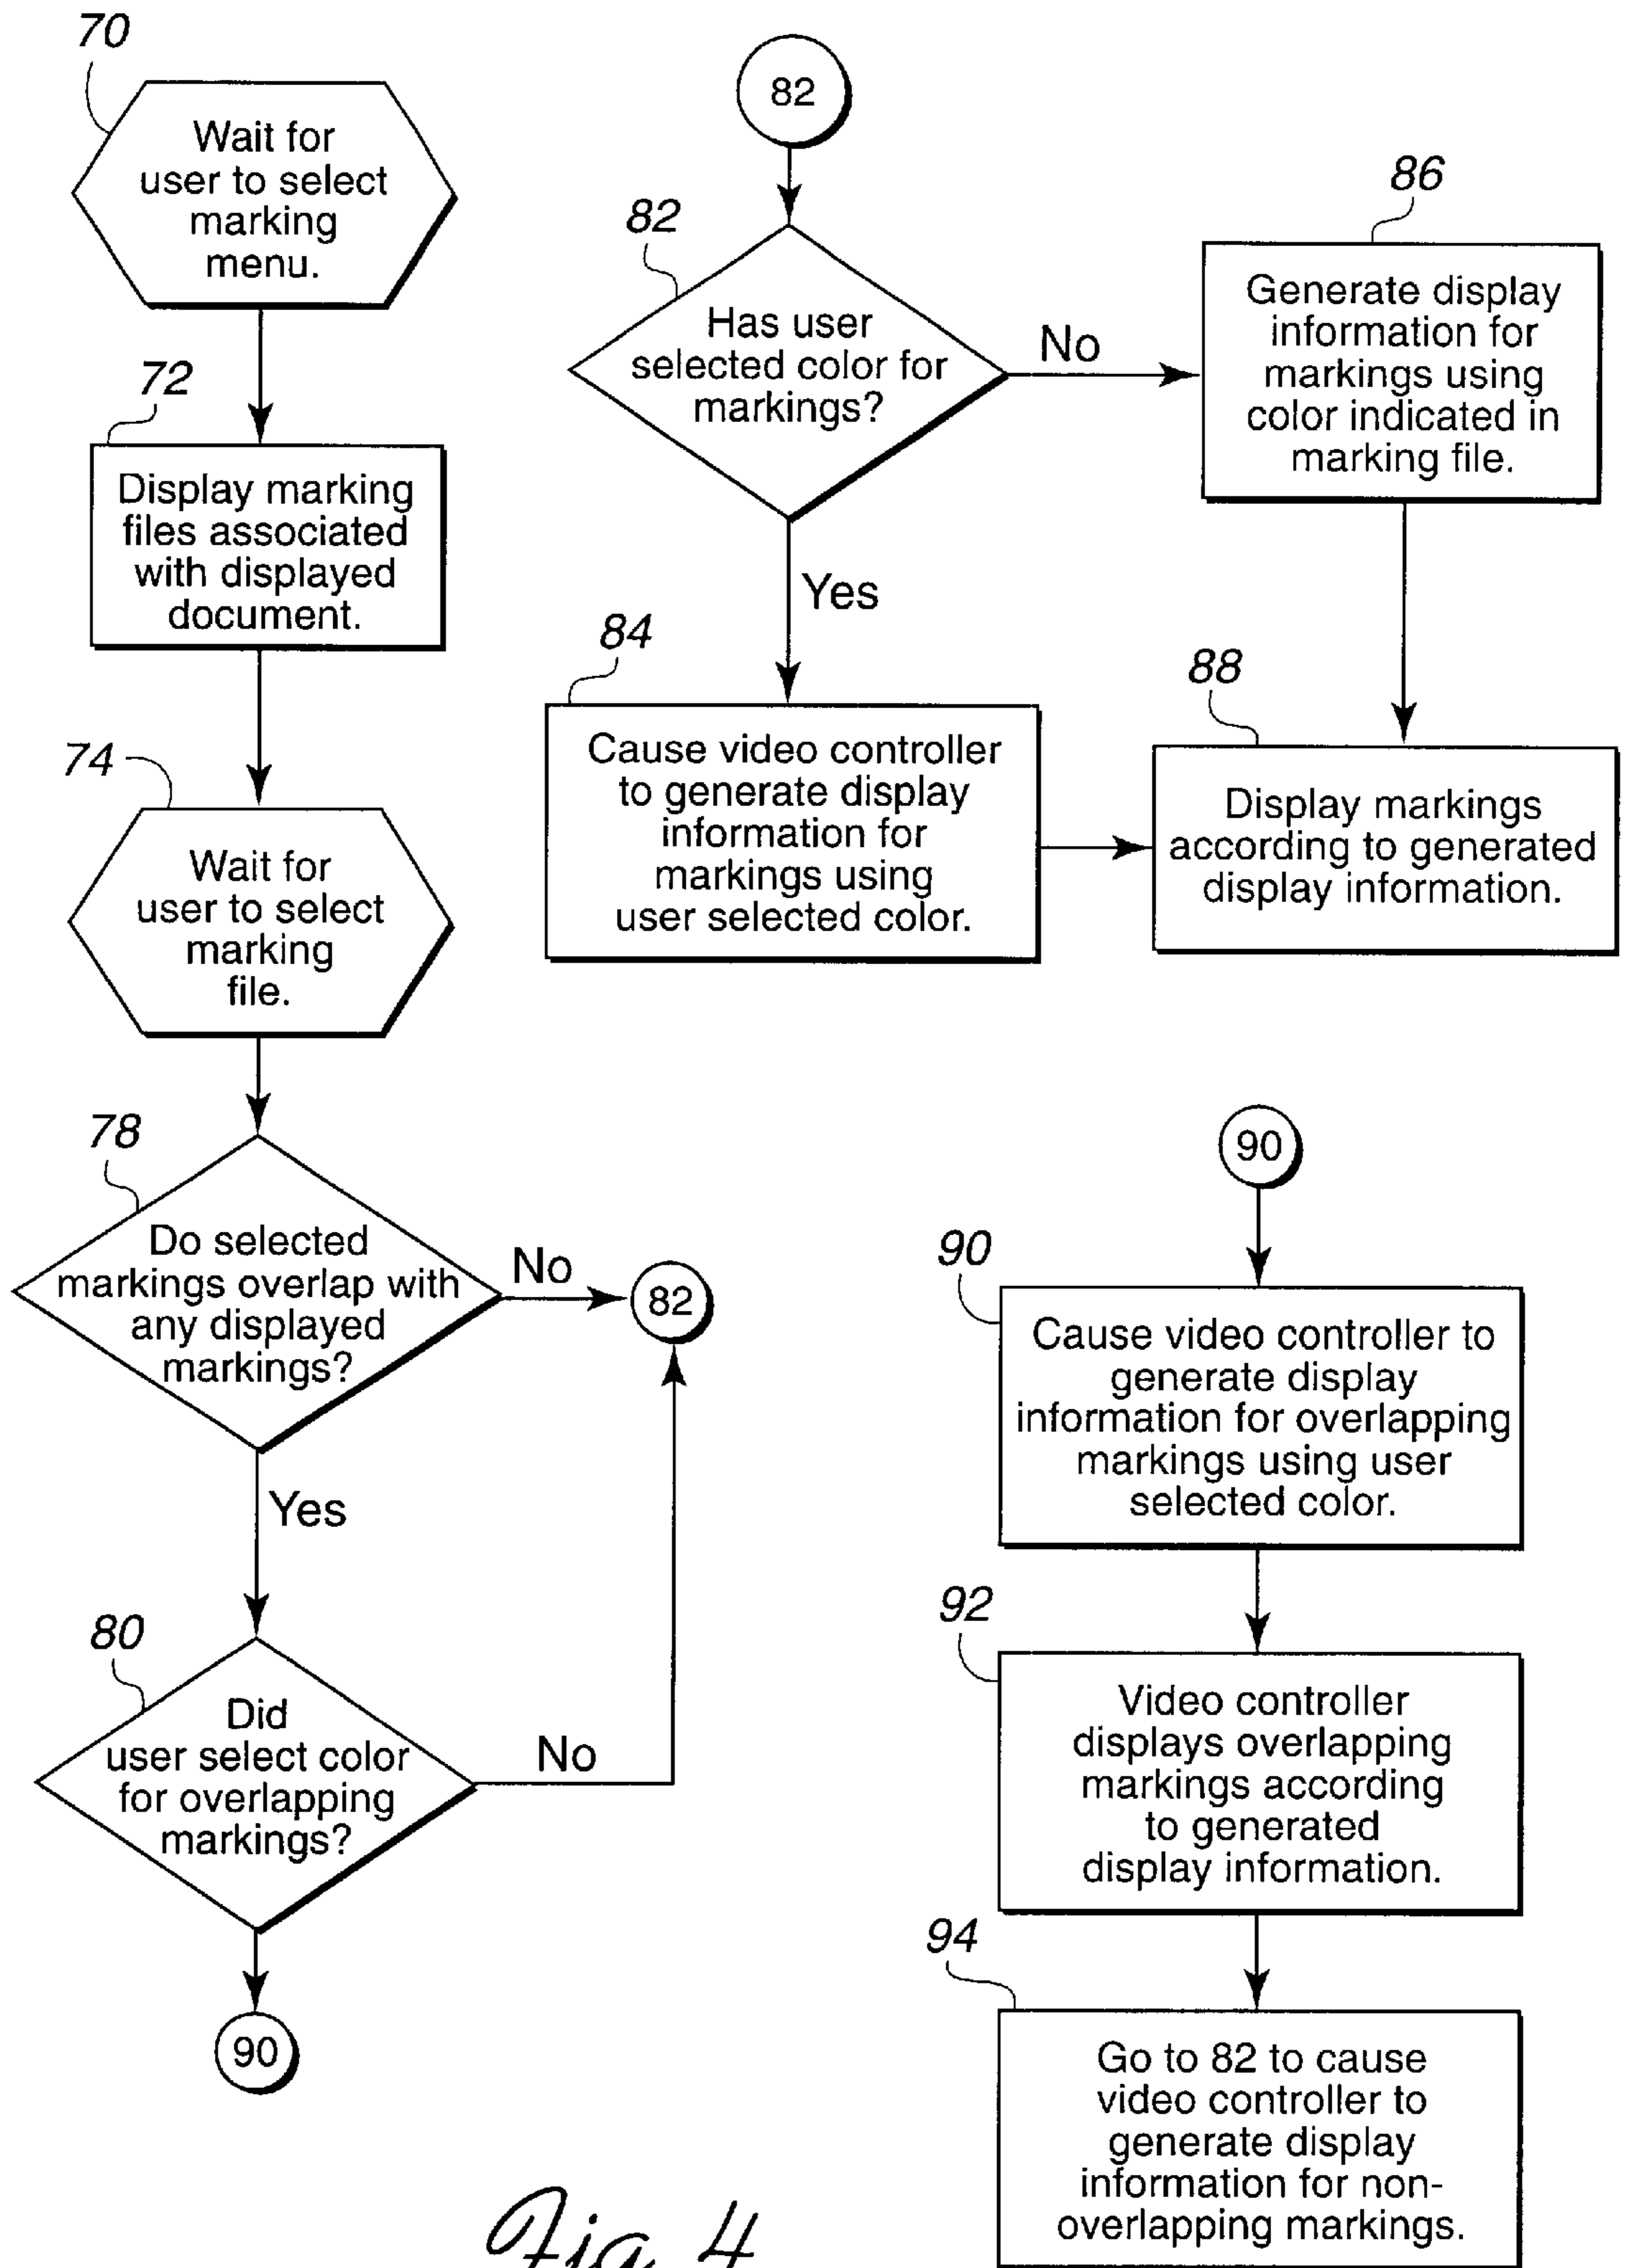 70
Wait for
user to select
marking
menu.
72
Display marking
files associated
with displayed
document.
74
Wait for
user to select
marking
file.
78
Do selected
markings overlap with
any displayed
markings?
No
82
Yes
80
Did
user select color
for overlapping
markings?
No
90
82
82
Has user
selected color for
markings?
No
Yes
86
Generate display
information for
markings using
color indicated in
marking file.
84
Cause video controller
to generate display
information for
markings using
user selected color.
88
Display markings
according to generated
display information.
90
90
Cause video controller to
generate display
information for overlapping
markings using user
selected color.
92
Video controller
displays overlapping
markings according
to generated
display information.
94
Go to 82 to cause
video controller to
generate display
information for non-
overlapping markings.
Fig. 4